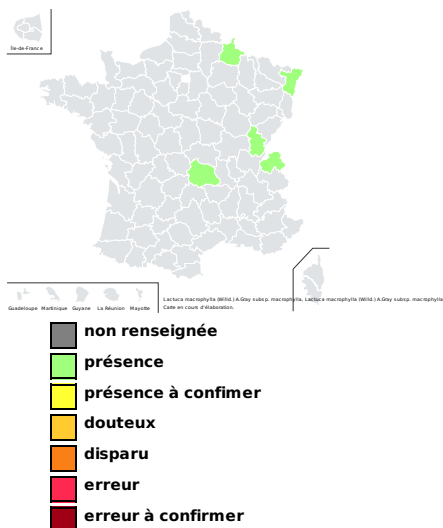 Île-de-France
Guadeloupe Martinique Guyane La Réunion Mayotte
Lactuca macrophylla (Willd.) A.Gray subsp. macrophylla, Lactuca macrophylla (Willd.) A.Gray subsp. macrophylla
Carte en cours d'élaboration.
non renseignée
présence
présence à confimer
douteux
disparu
erreur
erreur à confirmer